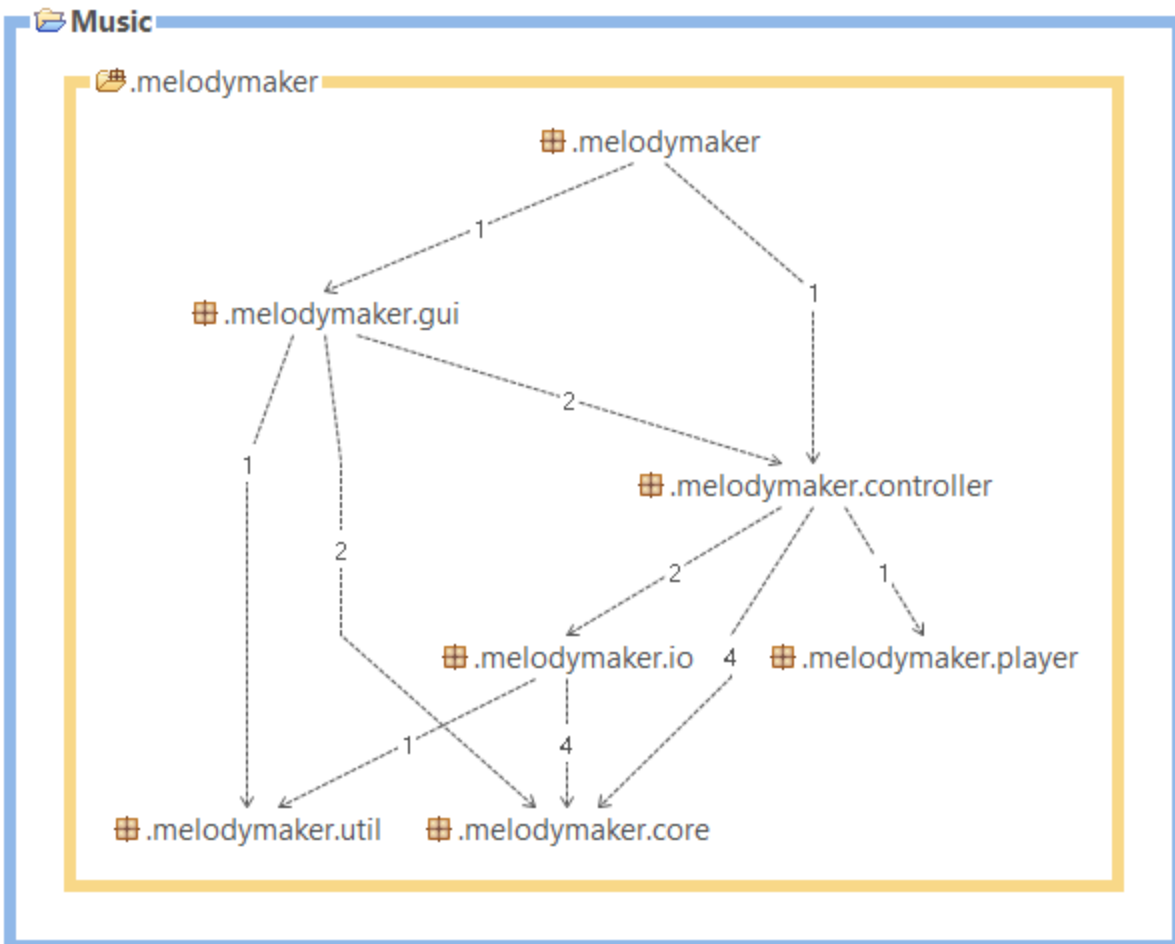 Music
.melodymaker
.melodymaker
1
1
.melodymaker.gui
2
1
.melodymaker.controller
2
2
1
.melodymaker.io
4
.melodymaker.player
1
4
.melodymaker.util
.melodymaker.core